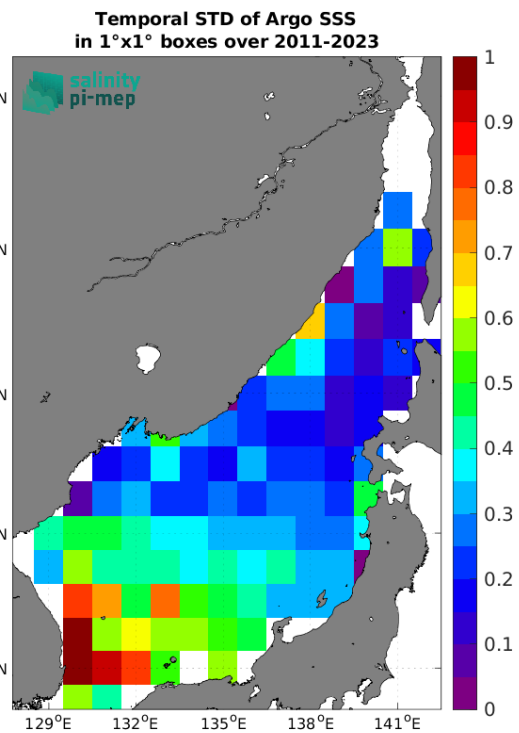 Temporal STD of Argo SSS
in 1°x1° boxes over 2011-2023
salinity
pi-mep
1
0.9
0.8
0.7
0.6
0.5
0.4
0.3
0.2
0.1
0
N
N
N
N
N
129°E 132°E 135°E 138°E 141°E